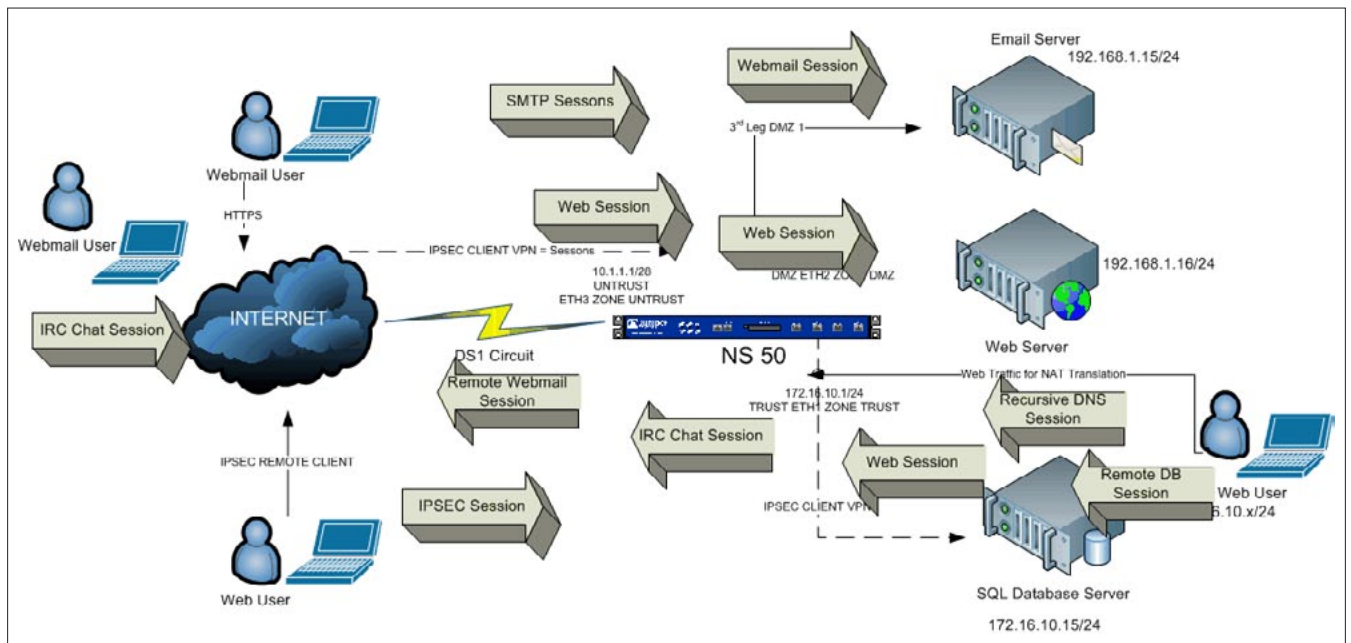 Email Server
192.168.1.15/24
Webmail Session
SMTP Sessons
3rd Leg DMZ 1
Webmail User
HTTPS
Webmail User
Web Session
Web Session
IPSEC CLIENT VPN = Sessons
10.1.1.1/28
UNTRUST
ETH3 ZONE UNTRUST
DMZ ETH2 ZO DMZ
192.168.1.16/24
Web Server
IRC Chat Session
INTERNET
NS 50
DS1 Circuit
Remote Webmail
Session
Web Traffic for NAT Translation
172.16.10.1/24
TRUST ETH1 ZONE TRUST
Recursive DNS
Session
IRC Chat Session
Web Session
Remote DB
Session
IPSEC REMOTE CLIENT
IPSEC Session
IPSEC CLIENT VPN
Web User
6.10.x/24
Web User
SQL Database Server
172.16.10.15/24